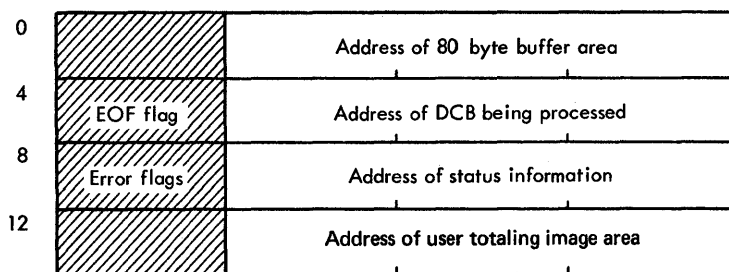 0
Address of 80 byte buffer area
4
EOF flag
Address of DCB being processed
8
Error flags
Address of status information
12
Address of user totaling image area